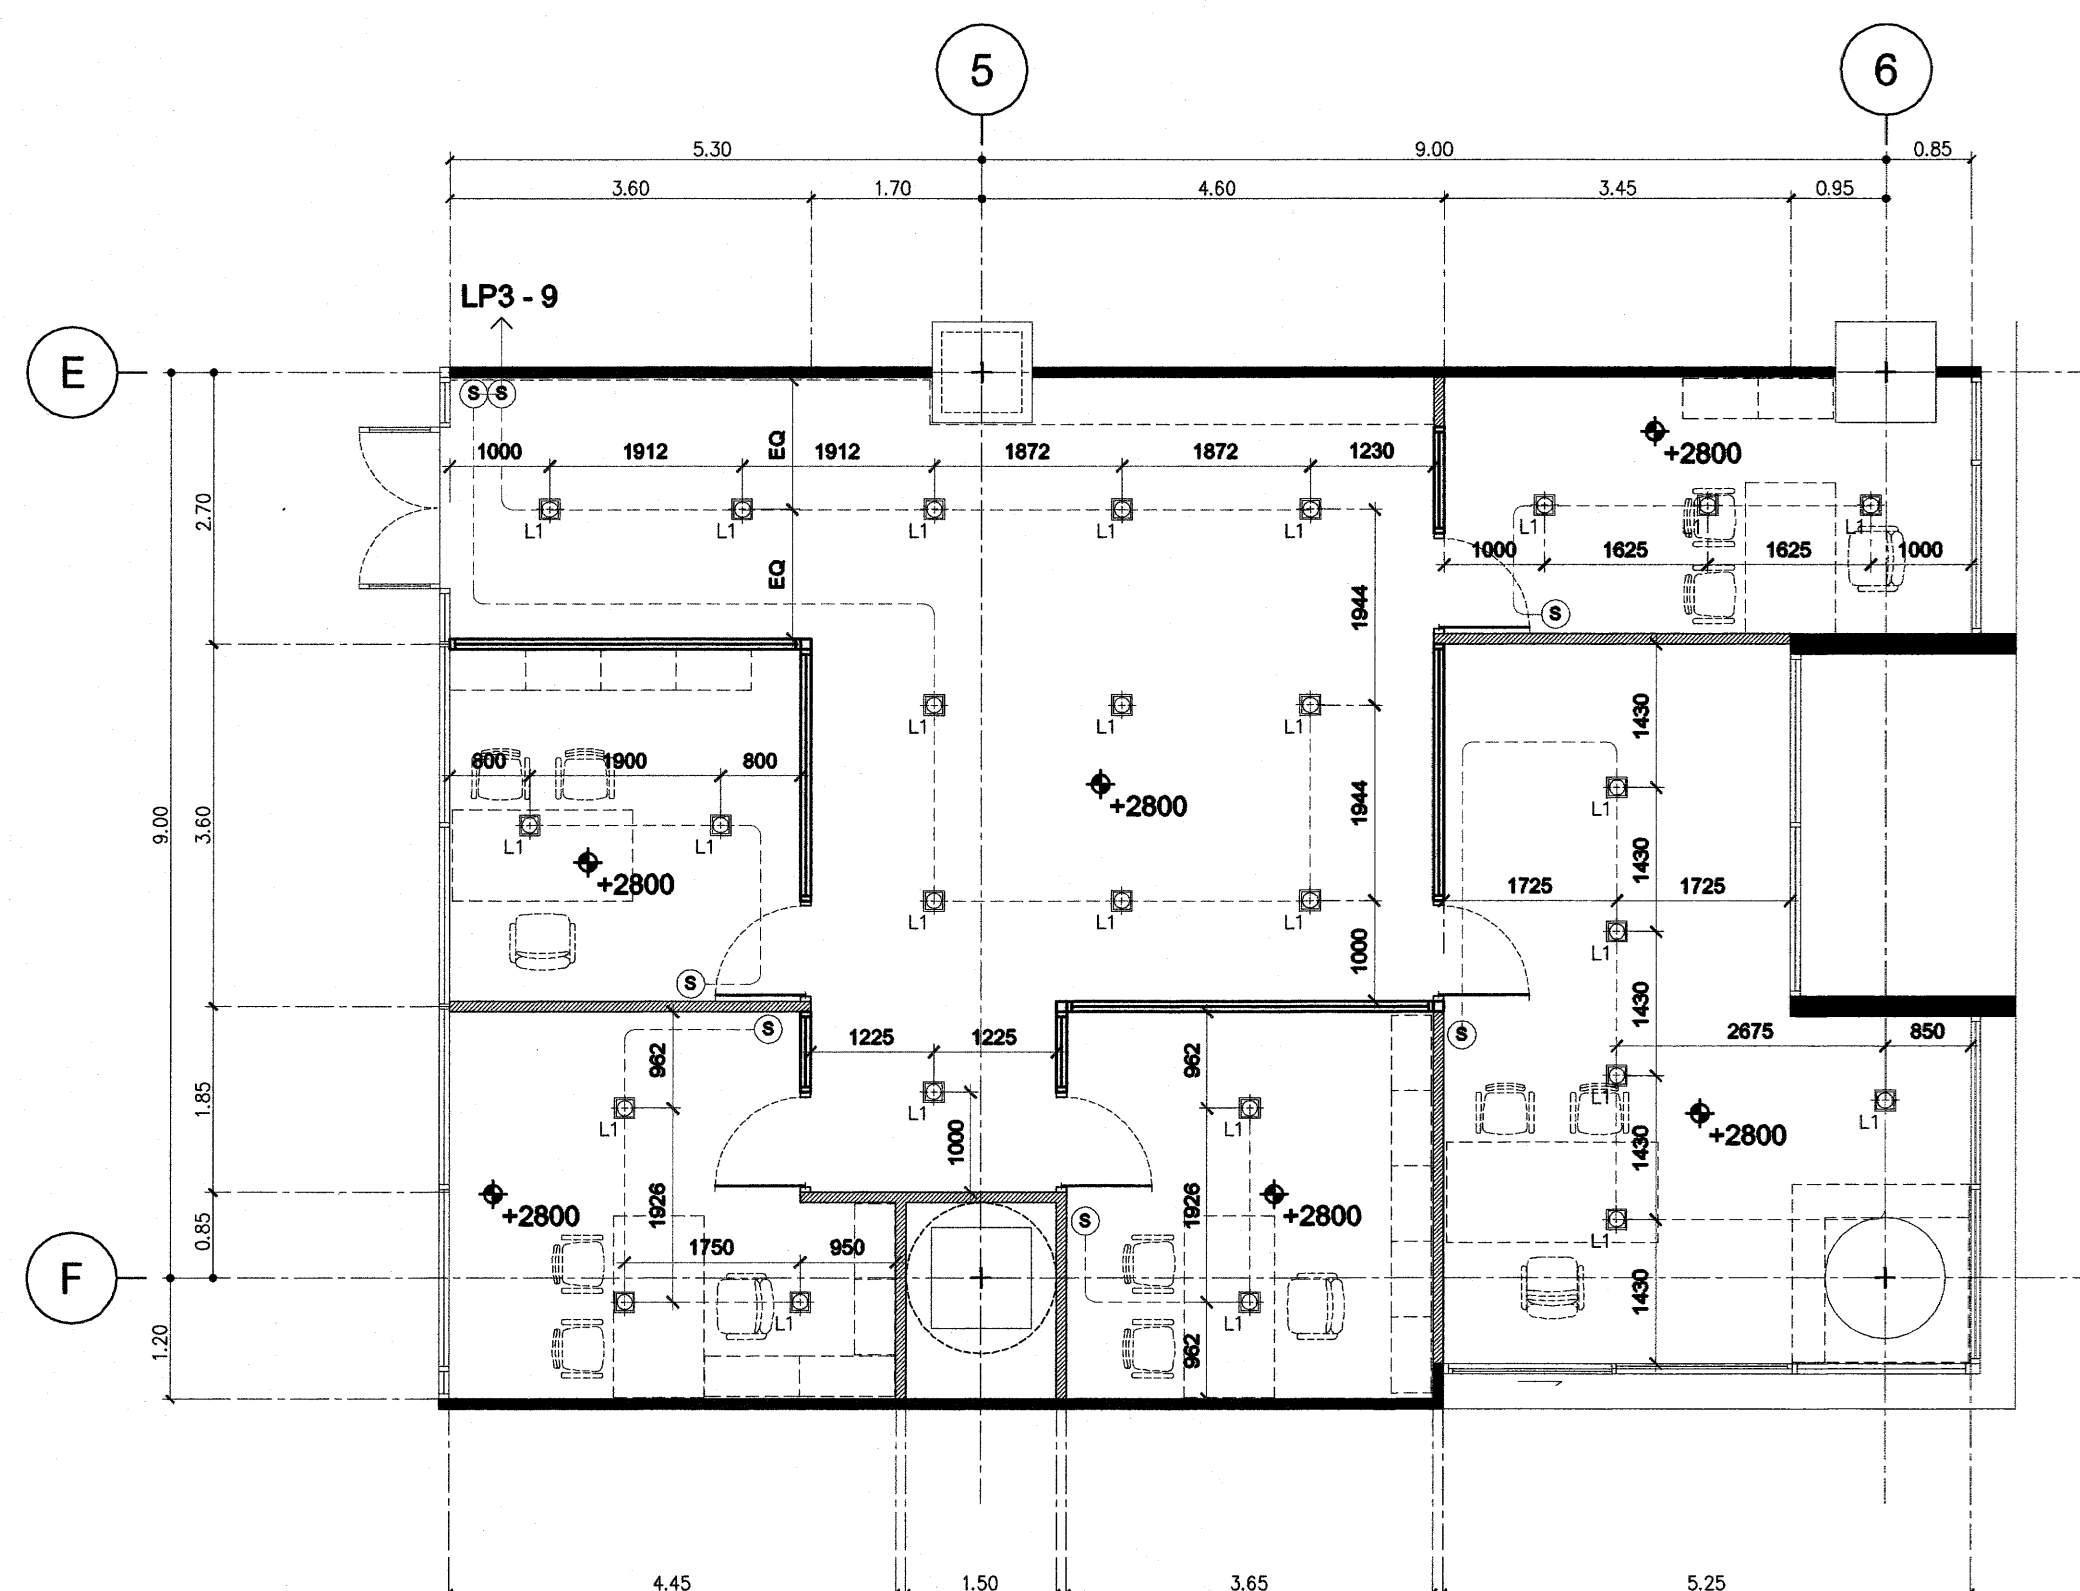 5 6
5.30 9.00 0.85
3.60 1.70 4.60 3.45 0.95
LP3 - 9
E
S S S
+2800
1000 1912 EQ 1912 1872 1872 1230
2.70
L1 L1 L1 L1 L1 L1 L1 L1
1000 1625 1625 1000
EQ
1944
S
L1 L1 L1
1430
800 1900 800
L1
+2800
1944
9.00
3.60
L1 L1
1430
+2800
1725 1725
L1 L1 L1
1000
L1
S
1430
S
S
1225 1225
2675 850
962
962
1.85
L1
L1
L1
L1
L1
+2800
1000
1430
+2800
+2800
1926
1926
S
0.85
L1
1750 950
F
L1
L1
1430
962
1.20
4.45 1.50 3.65 5.25